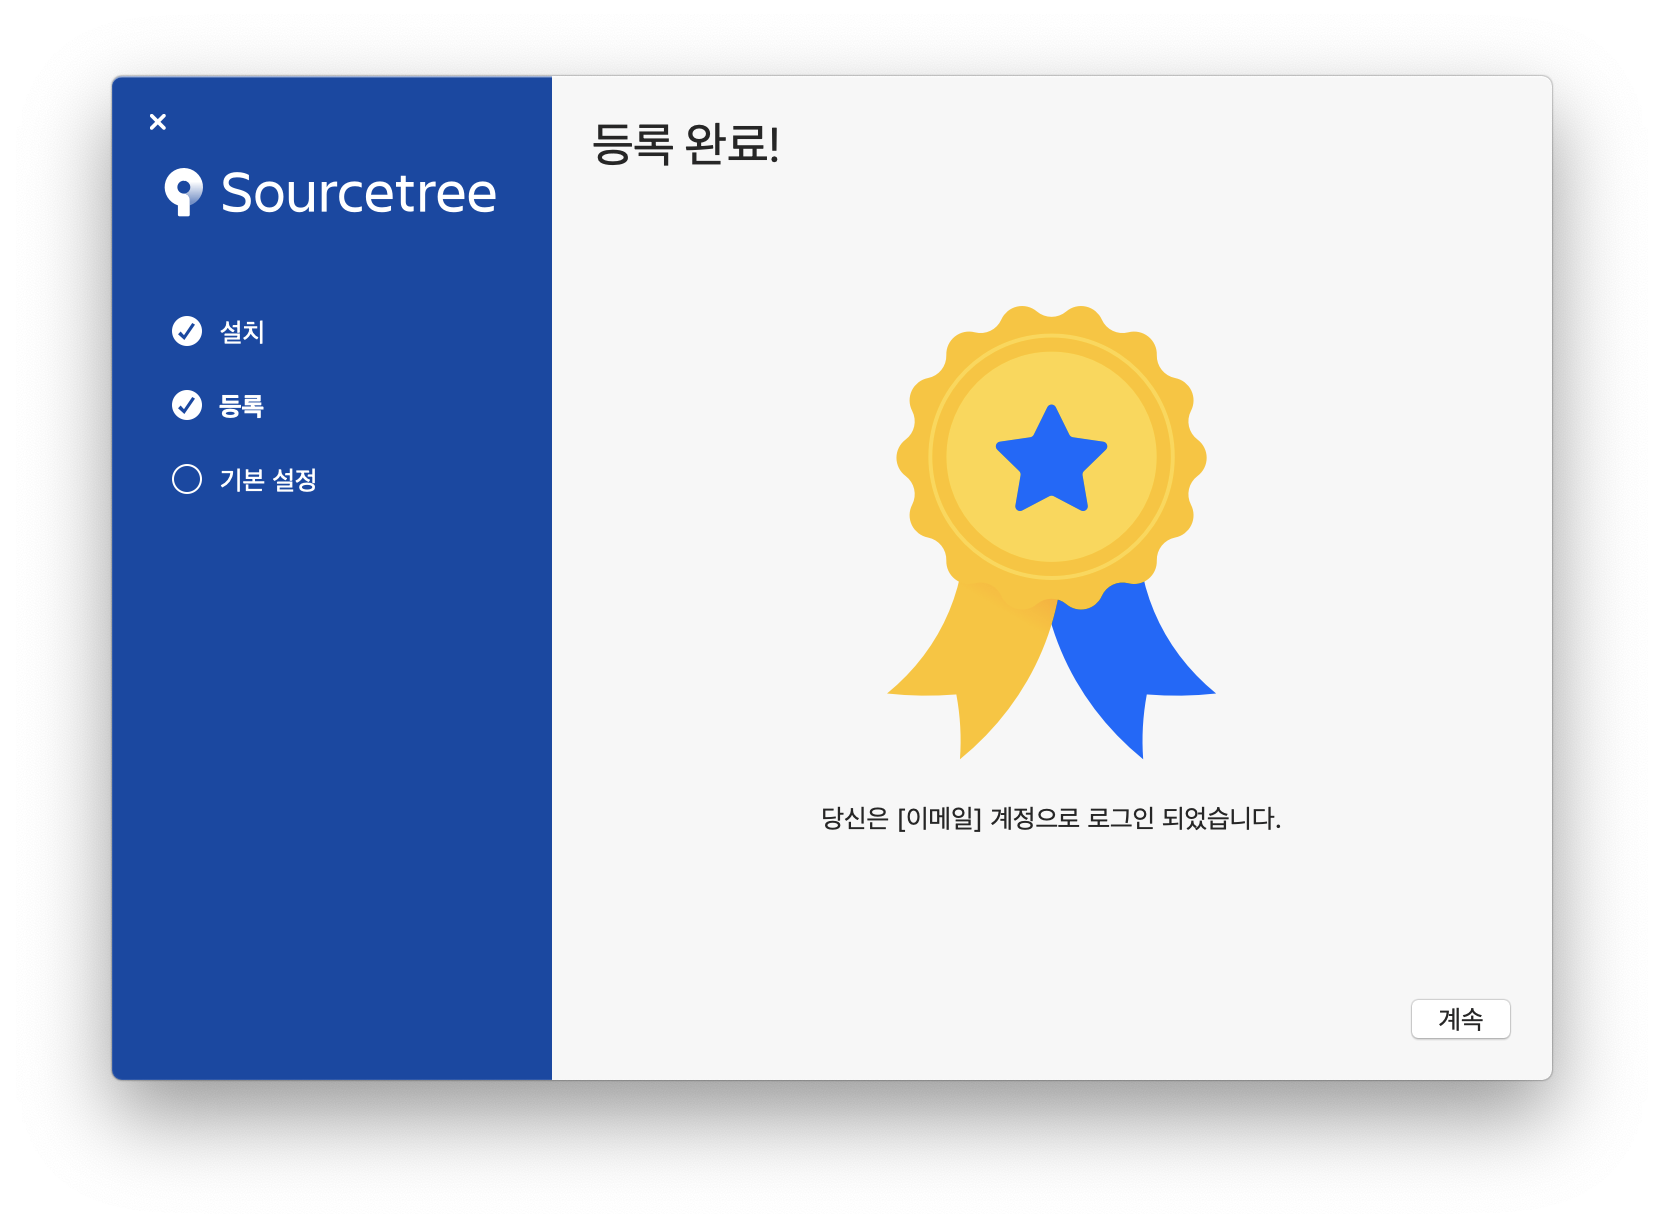 Sourcetree
설치
등록
기본 설정
등록 완료!
당신은 [이메일] 계정으로 로그인 되었습니다.
계속